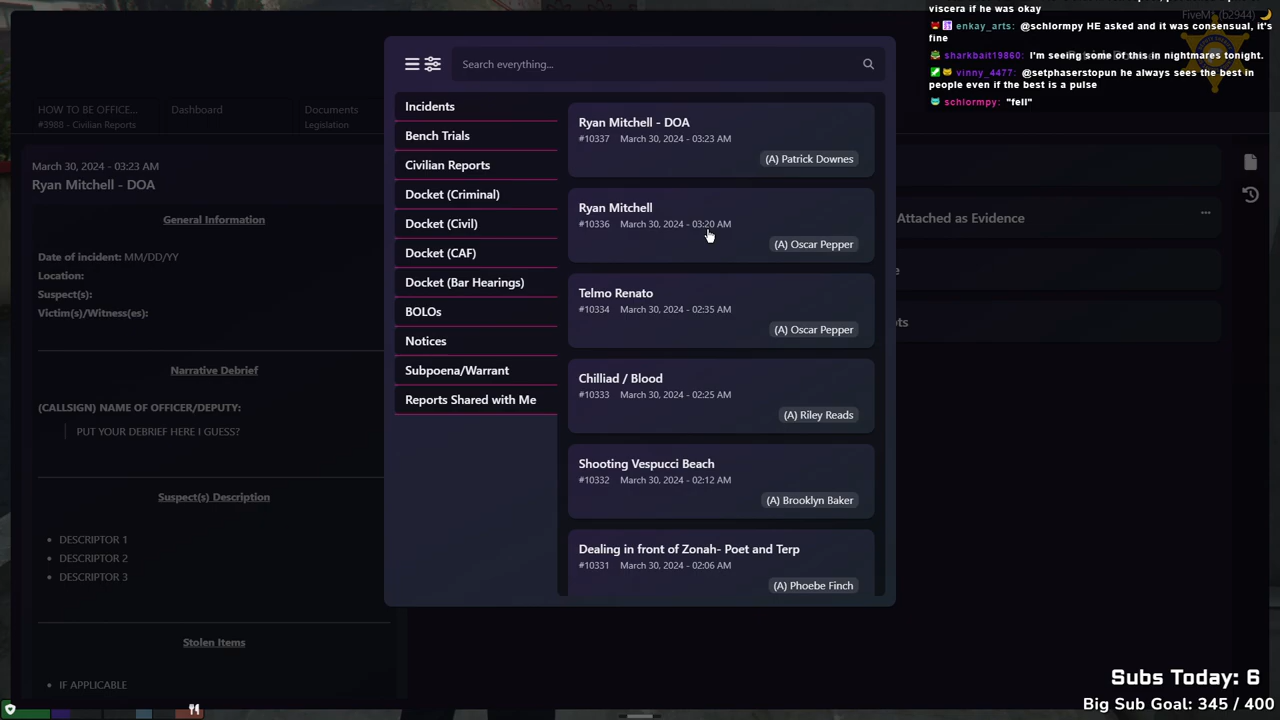 viscera if he was okay
FiveM® (b2944)
enkay_arts: @schlormpy HE asked and it was consensual, it's
fine
sharkbait19860: I'm seeing some of this in nightmares tonight.
vinny_4477: @setphaserstopun he always sees the best in
people even if the best is a pulse
schlormpy: "fell"
HOW TO BE OFFICE...
#3988 - Civilian Reports
Dashboard
Documents
Legislation
March 30, 2024 - 03:23 AM
Ryan Mitchell - DOA
General Information
Date of incident: MM/DD/YY
Location:
Suspect(s):
Victim(s)/Witness(es):
Narrative Debrief
(CALLSIGN) NAME OF OFFICER/DEPUTY:
PUT YOUR DEBRIEF HERE I GUESS?
Suspect(s) Description
DESCRIPTOR 1
DESCRIPTOR 2
DESCRIPTOR 3
Stolen Items
IF APPLICABLE
Search everything...
Incidents
Bench Trials
Civilian Reports
Docket (Criminal)
Docket (Civil)
Docket (CAF)
Docket (Bar Hearings)
BOLOs
Notices
Subpoena/Warrant
Reports Shared with Me
Ryan Mitchell - DOA
#10337 March 30, 2024 - 03:23 AM
(A) Patrick Downes
Ryan Mitchell
#10336 March 30, 2024 - 03:20 AM
(A) Oscar Pepper
Telmo Renato
#10334 March 30, 2024 - 02:35 AM
(A) Oscar Pepper
Chilliad / Blood
#10333 March 30, 2024 - 02:25 AM
(A) Riley Reads
Shooting Vespucci Beach
#10332 March 30, 2024 - 02:12 AM
(A) Brooklyn Baker
Dealing in front of Zonah- Poet and Terp
#10331 March 30, 2024 - 02:06 AM
(A) Phoebe Finch
Attached as Evidence
Subs Today: 6
Big Sub Goal: 345 / 400